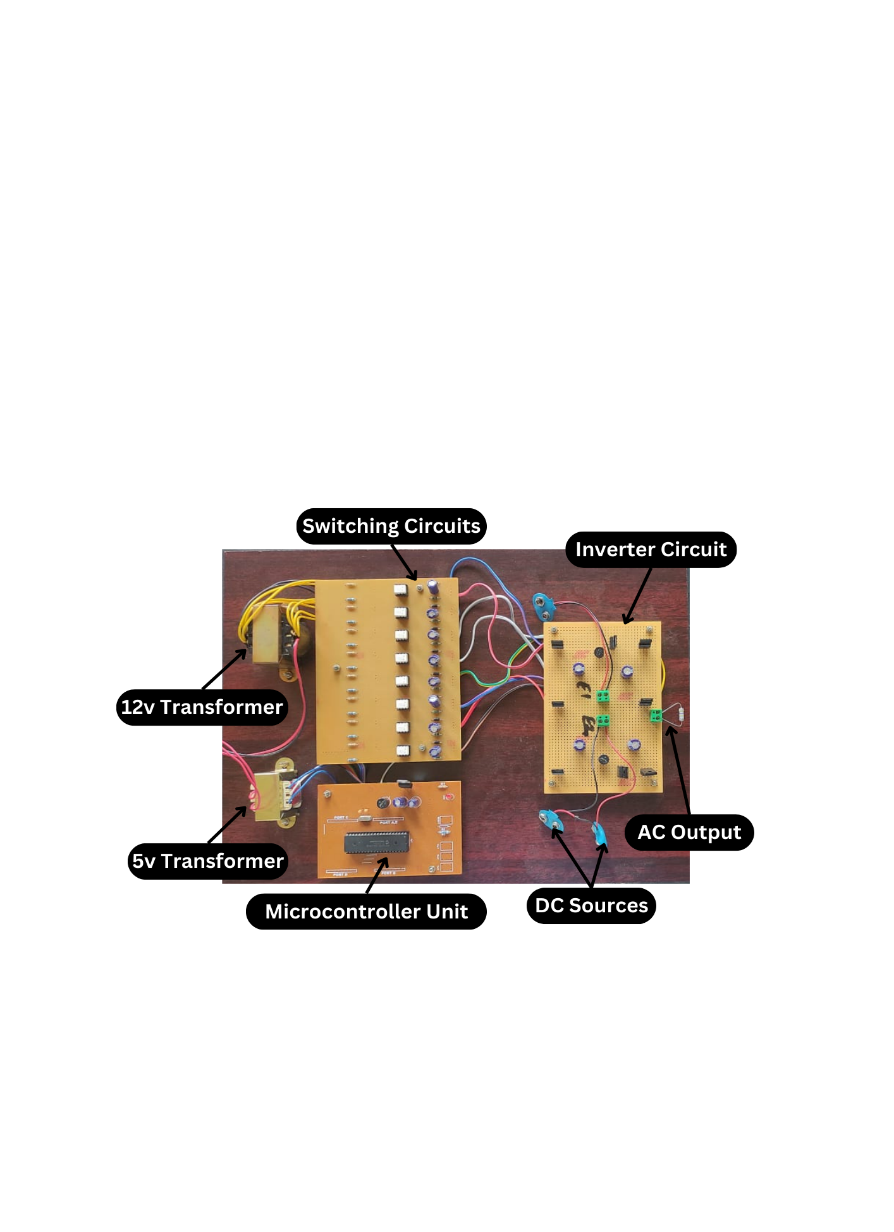 Switching Circuits
Inverter Circuit
12v Transformer
5v Transformer
AC Output
DC Sources
Microcontroller Unit